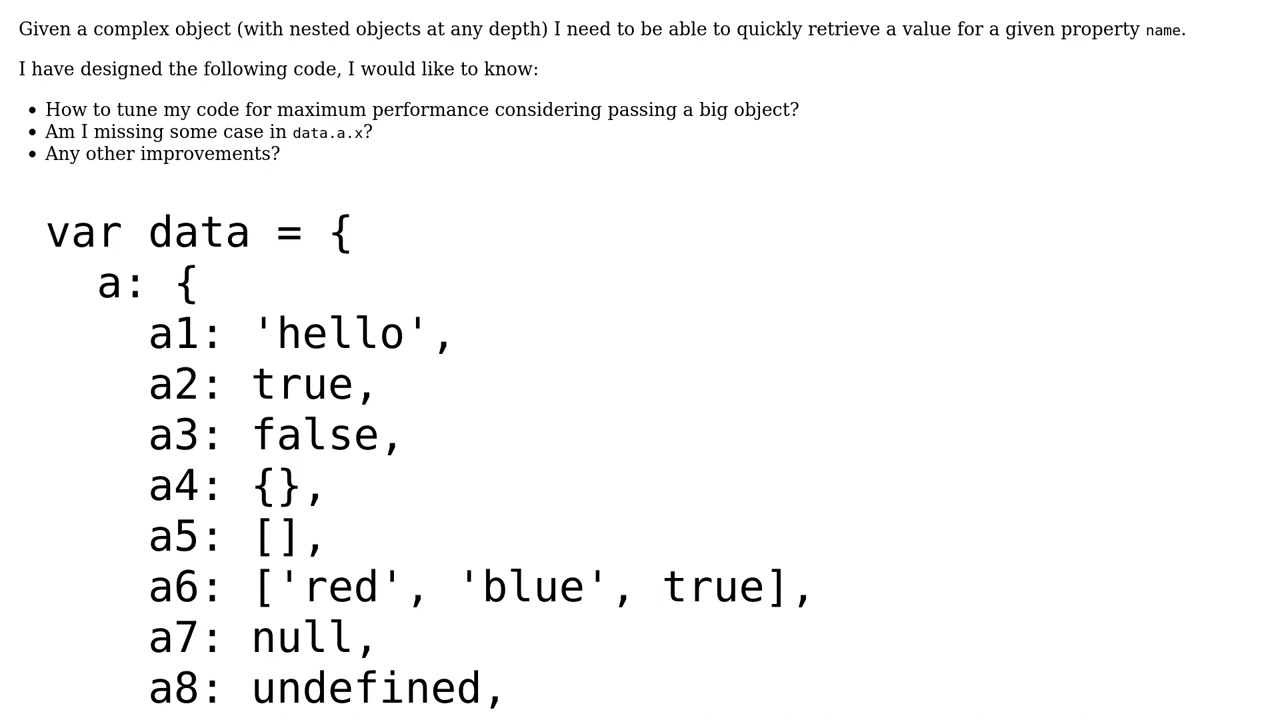 Given a complex object (with nested objects at any depth) I need to be able to quickly retrieve a value for a given property name.
I have designed the following code, I would like to know:
• How to tune my code for maximum performance considering passing a big object?
• Am I missing some case in data.a.x?
• Any other improvements?
var data = {
  a: {
    a1: 'hello',
    a2: true,
    a3: false,
    a4: {},
    a5: [],
    a6: ['red', 'blue', true],
    a7: null,
    a8: undefined,